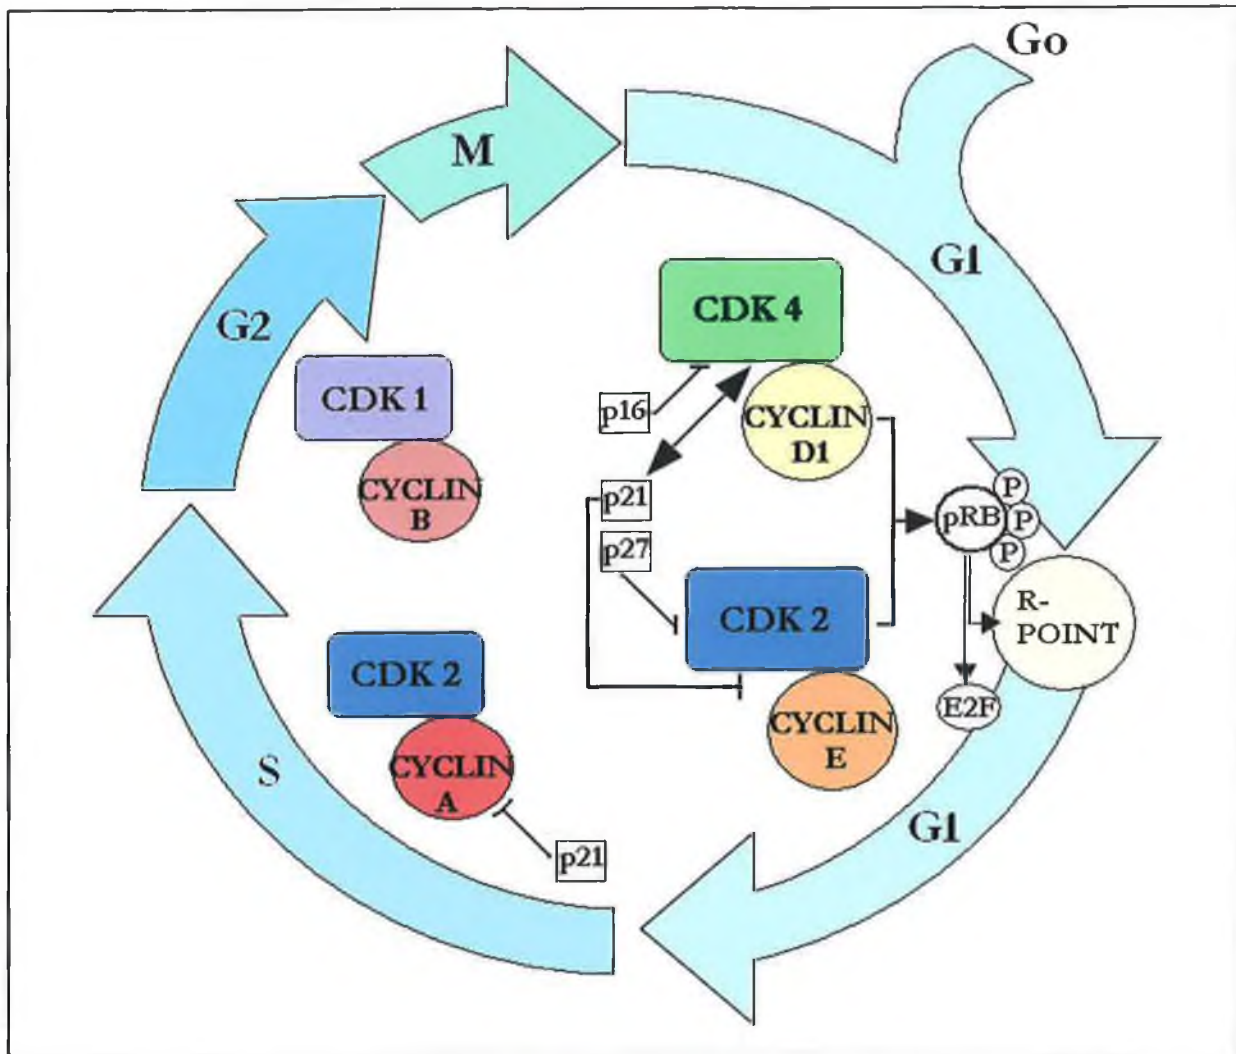 Go
M
G1
G2
CDK 4
CDK 1
p16
CYCLIN
D1
CYCLIN
B
p21
P
pRB
P
P
p27
CDK 2
R-
POINT
CDK 2
E2F
CYCLIN
E
CYCLIN
A
S
G1
p21